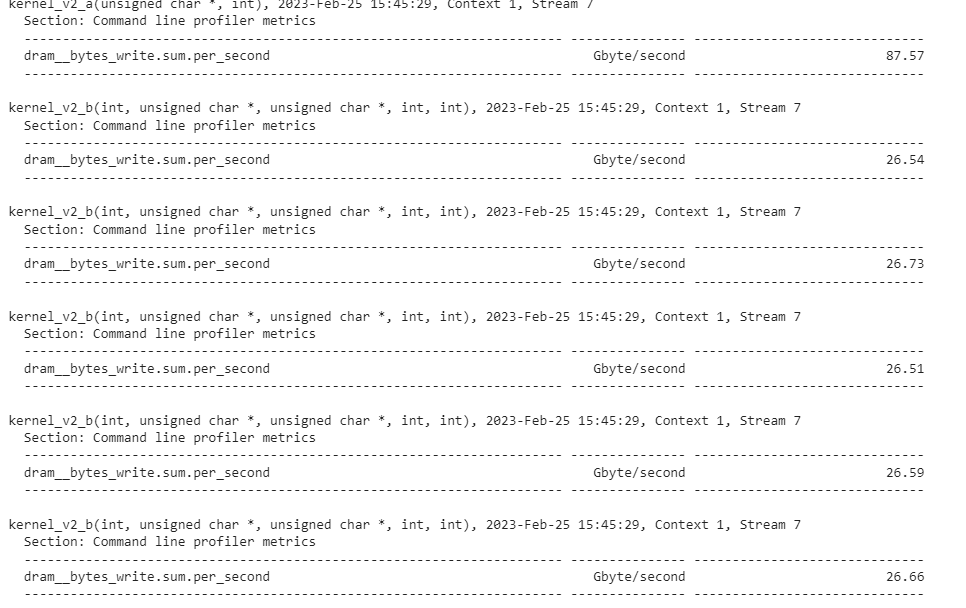 kernel_v2_a(unsigned char *, int), 2023-Feb-25 15:45:29, Context 1, Stream 7
Section: Command line profiler metrics
---------------------------------------------------------------------- --------------- ------------------------------
dram__bytes_write.sum.per_second Gbyte/second 87.57
---------------------------------------------------------------------- --------------- ------------------------------
kernel_v2_b(int, unsigned char *, unsigned char *, int, int), 2023-Feb-25 15:45:29, Context 1, Stream 7
Section: Command line profiler metrics
---------------------------------------------------------------------- --------------- ------------------------------
dram__bytes_write.sum.per_second Gbyte/second 26.54
---------------------------------------------------------------------- --------------- ------------------------------
kernel_v2_b(int, unsigned char *, unsigned char *, int, int), 2023-Feb-25 15:45:29, Context 1, Stream 7
Section: Command line profiler metrics
---------------------------------------------------------------------- --------------- ------------------------------
dram__bytes_write.sum.per_second Gbyte/second 26.73
---------------------------------------------------------------------- --------------- ------------------------------
kernel_v2_b(int, unsigned char *, unsigned char *, int, int), 2023-Feb-25 15:45:29, Context 1, Stream 7
Section: Command line profiler metrics
---------------------------------------------------------------------- --------------- ------------------------------
dram__bytes_write.sum.per_second Gbyte/second 26.51
---------------------------------------------------------------------- --------------- ------------------------------
kernel_v2_b(int, unsigned char *, unsigned char *, int, int), 2023-Feb-25 15:45:29, Context 1, Stream 7
Section: Command line profiler metrics
---------------------------------------------------------------------- --------------- ------------------------------
dram__bytes_write.sum.per_second Gbyte/second 26.59
---------------------------------------------------------------------- --------------- ------------------------------
kernel_v2_b(int, unsigned char *, unsigned char *, int, int), 2023-Feb-25 15:45:29, Context 1, Stream 7
Section: Command line profiler metrics
---------------------------------------------------------------------- --------------- ------------------------------
dram__bytes_write.sum.per_second Gbyte/second 26.66
---------------------------------------------------------------------- --------------- ------------------------------